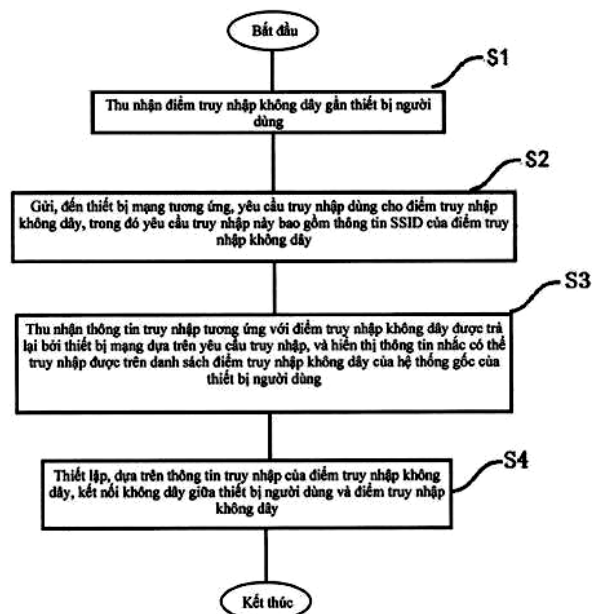 Bắt đầu
S1
Thu nhận điểm truy nhập không dây gần thiết bị người
dùng
S2
Gửi, đến thiết bị mạng tương ứng, yêu cầu truy nhập dùng cho điểm truy nhập
không dây, trong đó yêu cầu truy nhập này bao gồm thông tin SSID của điểm truy
nhập không dây
S3
Thu nhận thông tin truy nhập tương ứng với điểm truy nhập không dây được trả
lại bởi thiết bị mạng dựa trên yêu cầu truy nhập, và hiển thị thông tin nhắc có thể
truy nhập được trên danh sách điểm truy nhập không dây của hệ thống gốc của
thiết bị người dùng
S4
Thiết lập, dựa trên thông tin truy nhập của điểm truy nhập không
dây, kết nối không dây giữa thiết bị người dùng và điểm truy nhập
không dây
Kết thúc